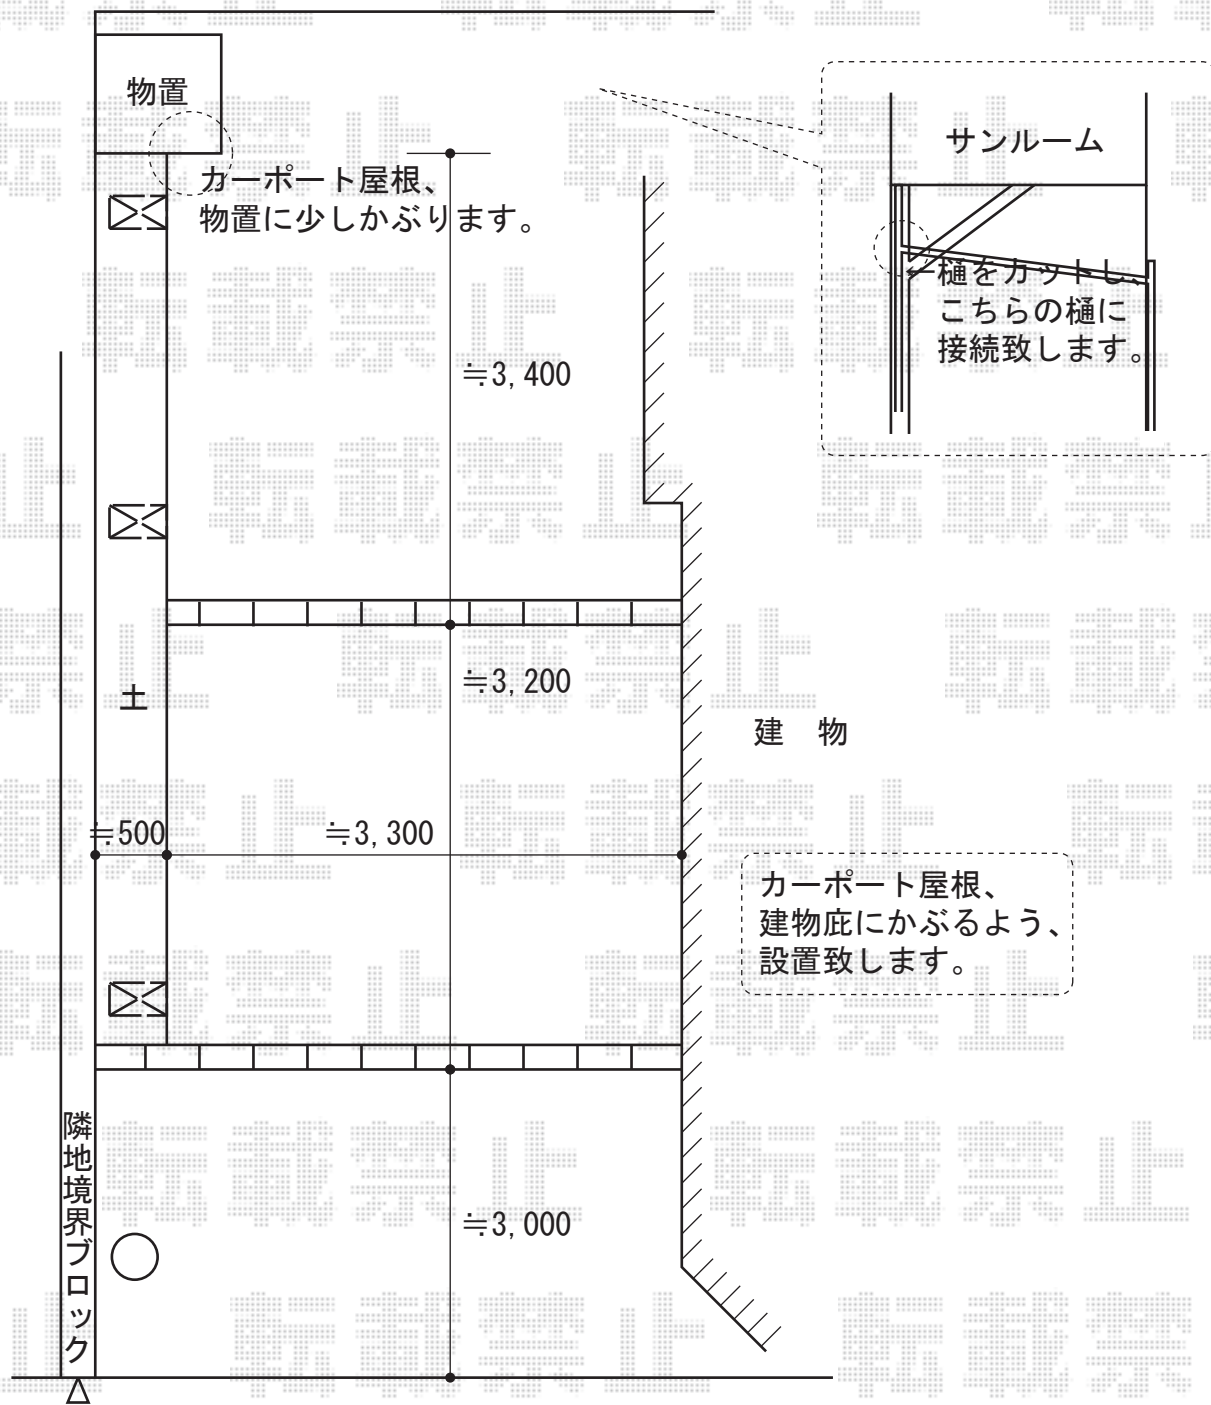 物置
カーポート屋根、
物置に少しかぶります。
サンルーム
樋をカットし、
こちらの樋に
接続致します。
≒3,400
≒3,200
土
建　物
≒500
≒3,300
カーポート屋根、
建物庇にかぶるよう、
設置致します。
隣地境界ブロック
≒3,000
転載禁止